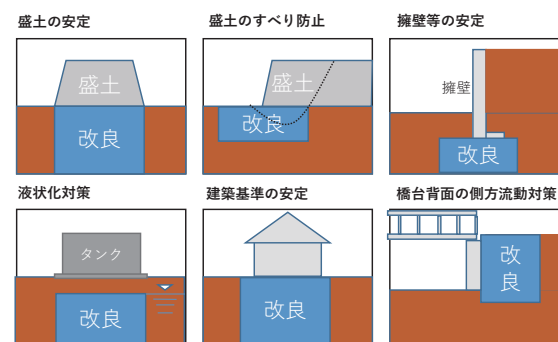 盛土の安定
盛土のすべり防止
擁壁等の安定
盛土
改良
盛土
改良
擁壁
改良
液状化対策
建築基準の安定
橋台背面の側方流動対策
タンク
改良
改良
改
良